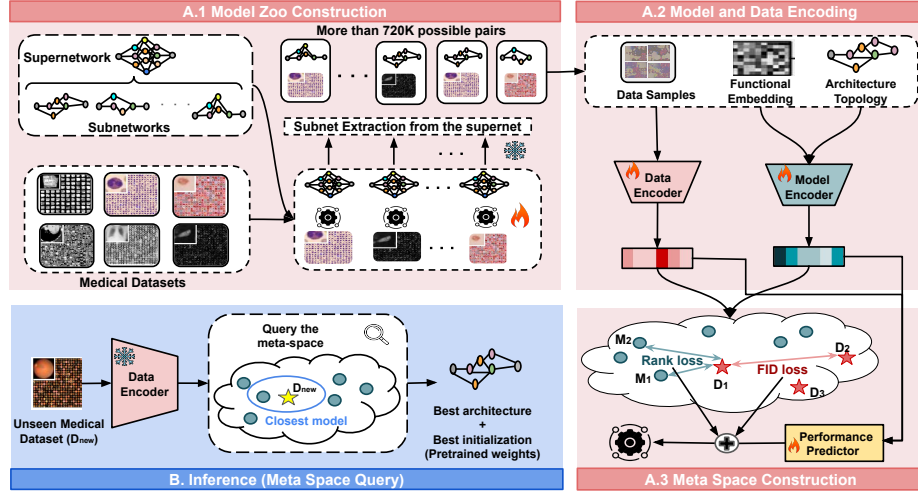 A.1 Model Zoo Construction
Supernetwork
Subnetworks
Medical Datasets
More than 720K possible pairs
Subnet Extraction from the supernet
A.2 Model and Data Encoding
Data Samples
Functional
Embedding
Architecture
Topology
Data
Encoder
Model
Encoder
M2
Rank loss
M1
D1
FID loss
D2
D3
Performance
Predictor
A.3 Meta Space Construction
Unseen Medical
Dataset (Dnew)
Data
Encoder
Query the
meta-space
Dnew
Closest model
Best architecture
+
Best initialization
(Pretrained weights)
B. Inference (Meta Space Query)